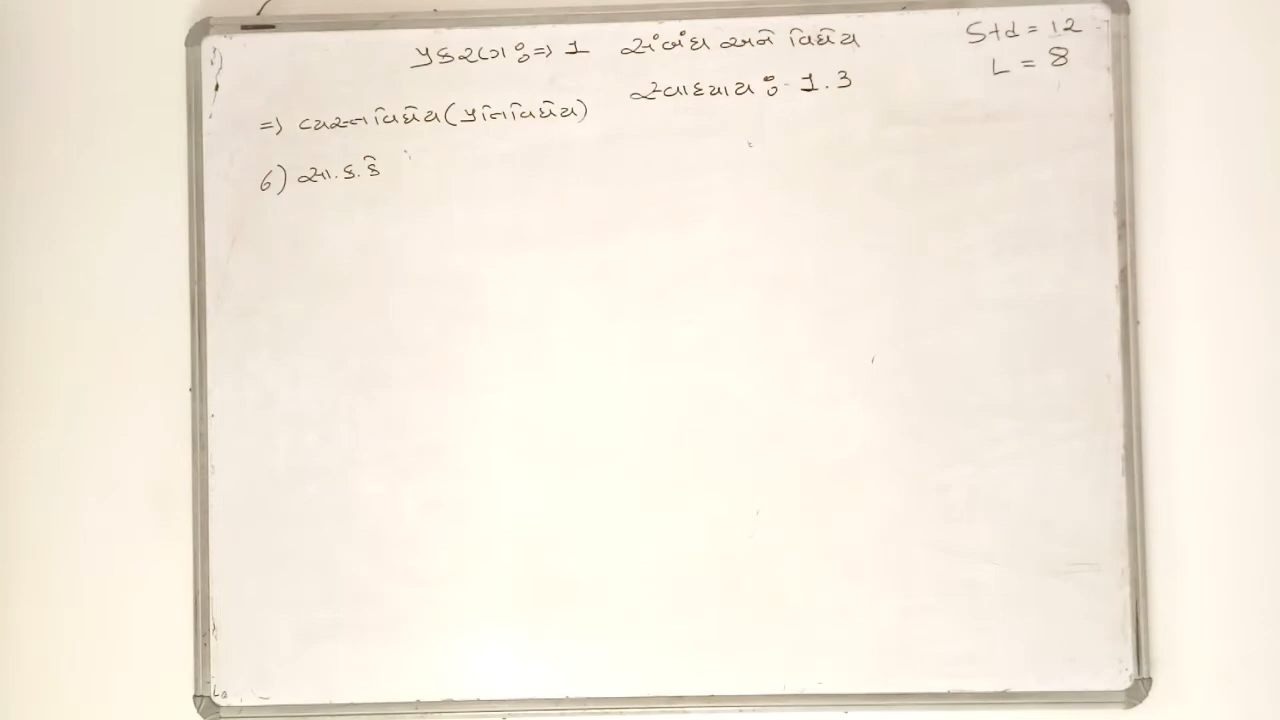 પ્રકરણ ઃ=> 1 સંબંધ અને વિધેય
Std = 12
L = 8
સ્વાધ્યાય ઃ- 1.3
=> વ્યસ્ત વિધેય (પ્રતિવિધેય)
6) સા.ક.કે